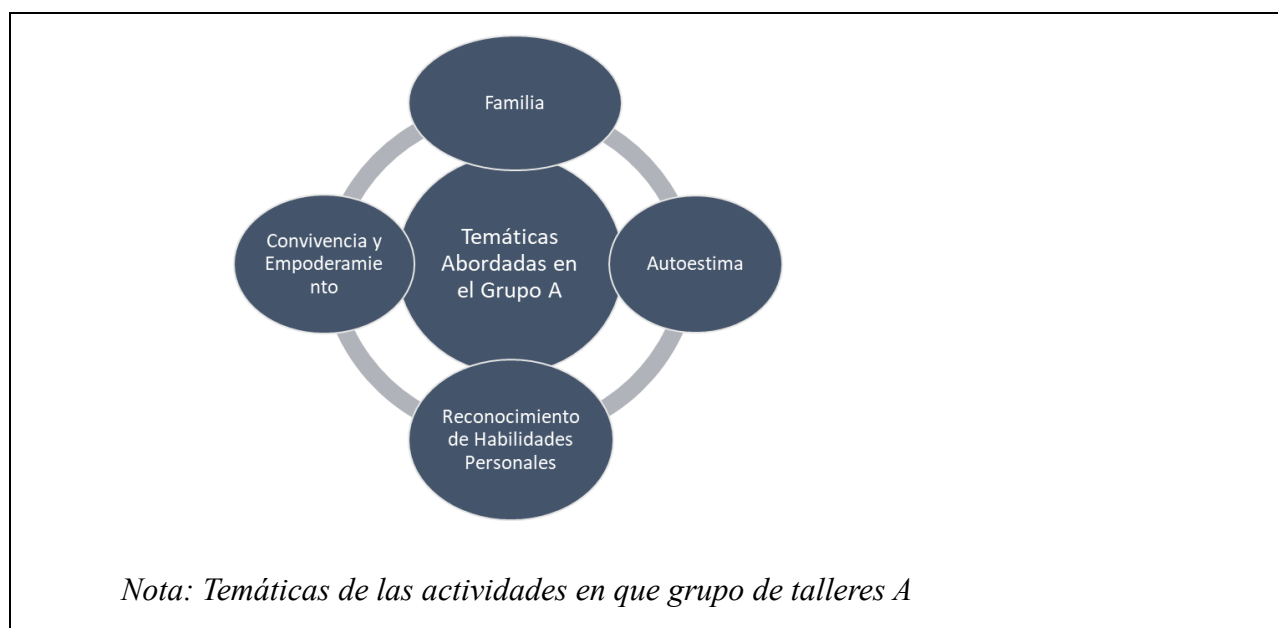 Familia
Convivencia y
Empoderamie
nto
Temáticas
Abordadas en
el Grupo A
Autoestima
Reconocimiento
de Habilidades
Personales
Nota: Temáticas de las actividades en que grupo de talleres A